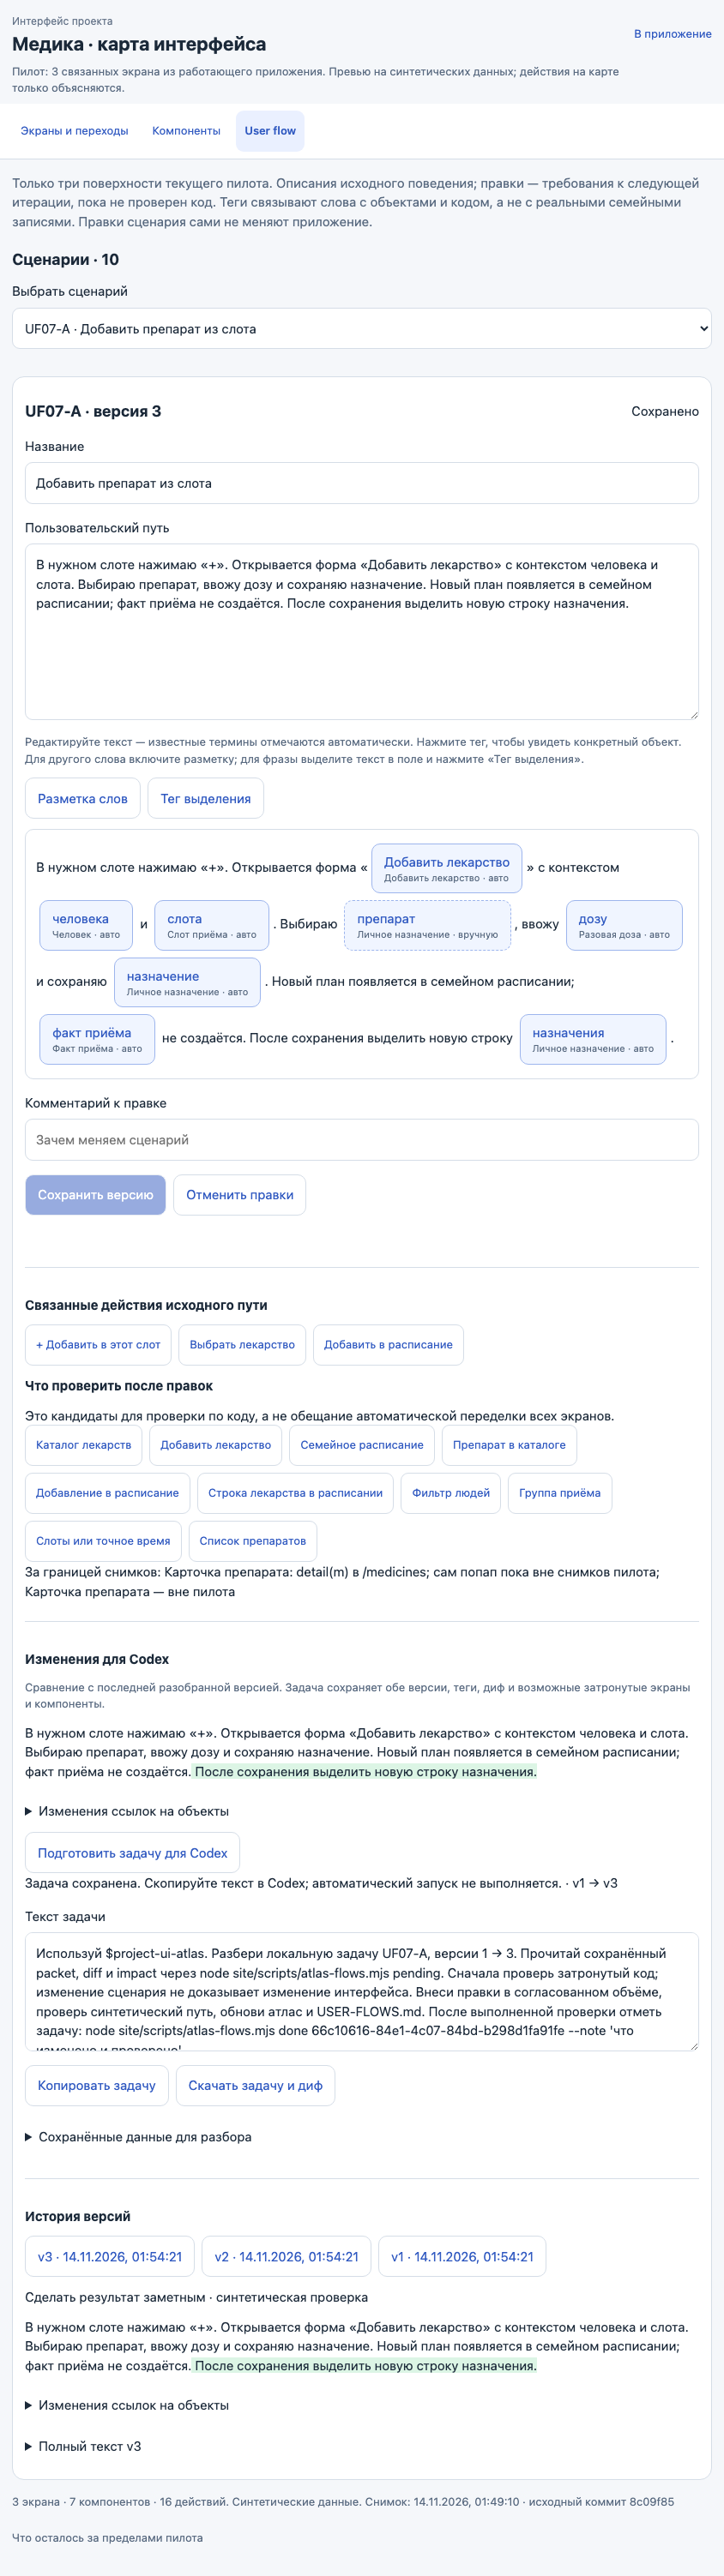 Интерфейс проекта
Медика · карта интерфейса
В приложение
Пилот: 3 связанных экрана из работающего приложения. Превью на синтетических данных; действия на карте
только объясняются.
Экраны и переходы
Компоненты
User flow
Только три поверхности текущего пилота. Описания исходного поведения; правки — требования к следующей
итерации, пока не проверен код. Теги связывают слова с объектами и кодом, а не с реальными семейными
записями. Правки сценария сами не меняют приложение.
Сценарии · 10
Выбрать сценарий
UF07-A · Добавить препарат из слота
UF07-A · версия 3
Сохранено
Название
Добавить препарат из слота
Пользовательский путь
В нужном слоте нажимаю «+». Открывается форма «Добавить лекарство» с контекстом человека и
слота. Выбираю препарат, ввожу дозу и сохраняю назначение. Новый план появляется в семейном
расписании; факт приёма не создаётся. После сохранения выделить новую строку назначения.
Редактируйте текст — известные термины отмечаются автоматически. Нажмите тег, чтобы увидеть конкретный объект.
Для другого слова включите разметку; для фразы выделите текст в поле и нажмите «Тег выделения».
Разметка слов
Тег выделения
В нужном слоте нажимаю «+». Открывается форма « Добавить лекарство » с контекстом
Добавить лекарство · авто
человека и слота . Выбираю препарат , ввожу дозу
Человек · авто
Слот приёма · авто
Личное назначение · вручную
Разовая доза · авто
и сохраняю назначение . Новый план появляется в семейном расписании;
Личное назначение · авто
факт приёма не создаётся. После сохранения выделить новую строку назначения .
Факт приёма · авто
Личное назначение · авто
Комментарий к правке
Зачем меняем сценарий
Сохранить версию
Отменить правки
Связанные действия исходного пути
+ Добавить в этот слот
Выбрать лекарство
Добавить в расписание
Что проверить после правок
Это кандидаты для проверки по коду, а не обещание автоматической переделки всех экранов.
Каталог лекарств
Добавить лекарство
Семейное расписание
Препарат в каталоге
Добавление в расписание
Строка лекарства в расписании
Фильтр людей
Группа приёма
Слоты или точное время
Список препаратов
За границей снимков: Карточка препарата: detail(m) в /medicines; сам попап пока вне снимков пилота;
Карточка препарата — вне пилота
Изменения для Codex
Сравнение с последней разобранной версией. Задача сохраняет обе версии, теги, диф и возможные затронутые экраны
и компоненты.
В нужном слоте нажимаю «+». Открывается форма «Добавить лекарство» с контекстом человека и слота.
Выбираю препарат, ввожу дозу и сохраняю назначение. Новый план появляется в семейном расписании;
факт приёма не создаётся. После сохранения выделить новую строку назначения.
Изменения ссылок на объекты
Подготовить задачу для Codex
Задача сохранена. Скопируйте текст в Codex; автоматический запуск не выполняется. · v1 → v3
Текст задачи
Используй $project-ui-atlas. Разбери локальную задачу UF07-A, версии 1 → 3. Прочитай сохранённый
packet, diff и impact через node site/scripts/atlas-flows.mjs pending. Сначала проверь затронутый код;
изменение сценария не доказывает изменение интерфейса. Внеси правки в согласованном объёме,
проверь синтетический путь, обнови атлас и USER-FLOWS.md. После выполненной проверки отметь
задачу: node site/scripts/atlas-flows.mjs done 66c10616-84e1-4c07-84bd-b298d1fa91fe --note 'что
изменено и проверено'
Копировать задачу
Скачать задачу и диф
Сохранённые данные для разбора
История версий
v3 · 14.11.2026, 01:54:21
v2 · 14.11.2026, 01:54:21
v1 · 14.11.2026, 01:54:21
Сделать результат заметным · синтетическая проверка
В нужном слоте нажимаю «+». Открывается форма «Добавить лекарство» с контекстом человека и слота.
Выбираю препарат, ввожу дозу и сохраняю назначение. Новый план появляется в семейном расписании;
факт приёма не создаётся. После сохранения выделить новую строку назначения.
Изменения ссылок на объекты
Полный текст v3
3 экрана · 7 компонентов · 16 действий. Синтетические данные. Снимок: 14.11.2026, 01:49:10 · исходный коммит 8c09f85
Что осталось за пределами пилота